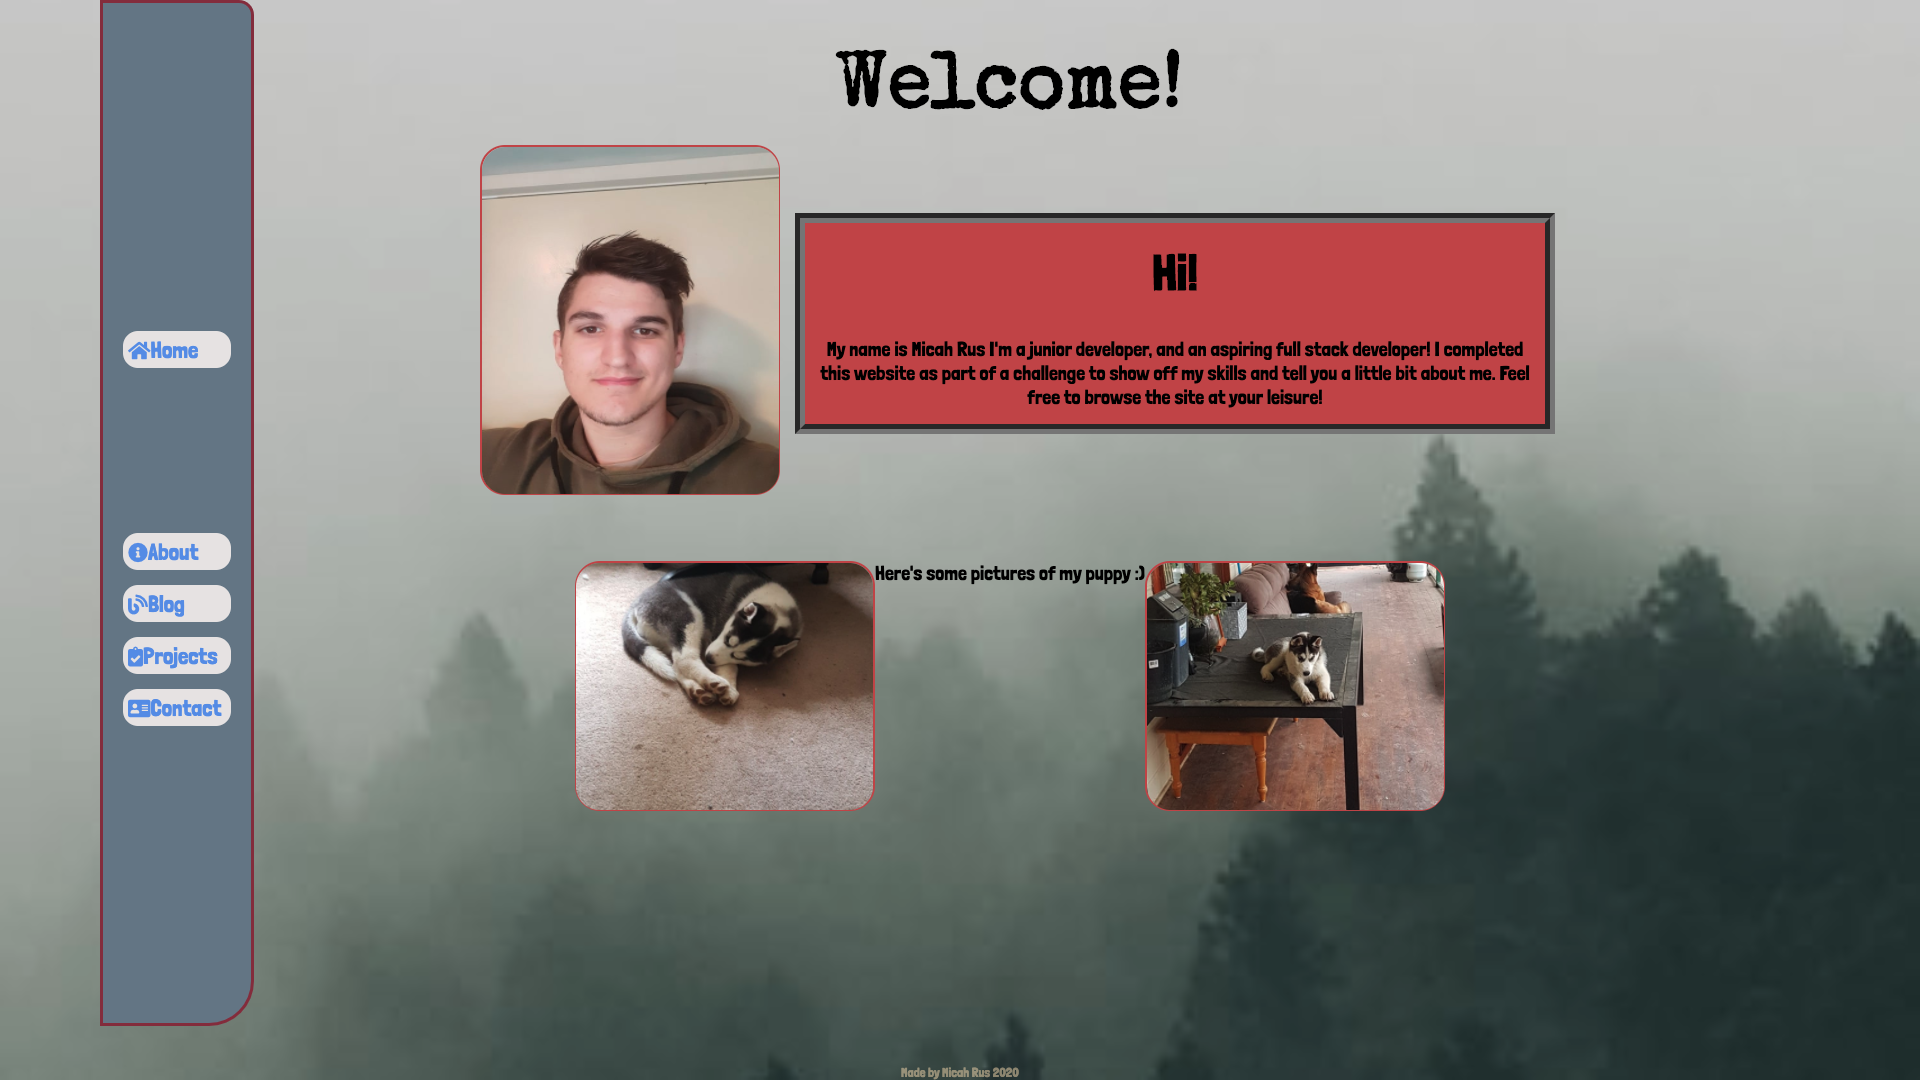 Welcome!
Home
About
Blog
Projects
Contact
Hi!
My name is Micah Rus I'm a junior developer, and an aspiring full stack developer! I completed
this website as part of a challenge to show off my skills and tell you a little bit about me. Feel
free to browse the site at your leisure!
Here's some pictures of my puppy :)
Made by Micah Rus 2020